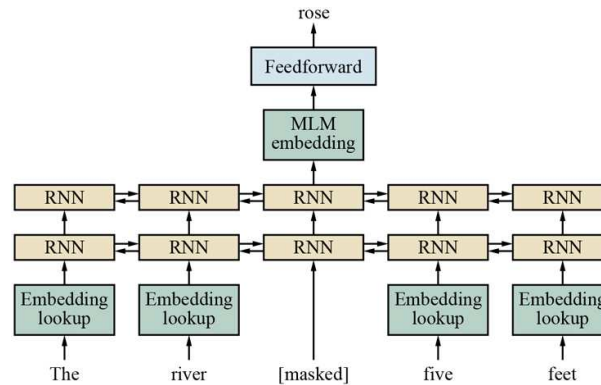 rose
Feedforward
MLM
embedding
RNN RNN RNN RNN RNN
RNN RNN RNN RNN RNN
Embedding Embedding Embedding Embedding
lookup lookup lookup lookup
The river [masked] five feet